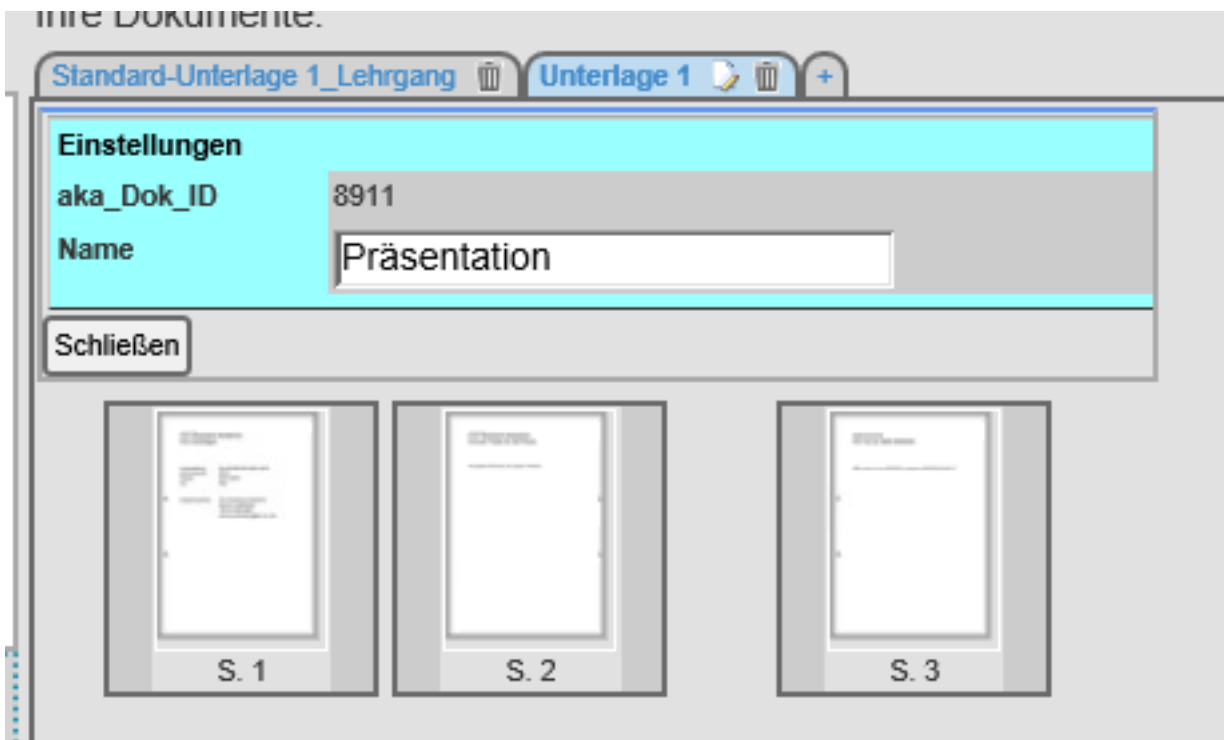 Ihre Dokumente:
Standard-Unterlage 1_Lehrgang Unterlage 1 +
Einstellungen
aka_Dok_ID 8911
Name Präsentation
Schließen
S. 1 S. 2 S. 3